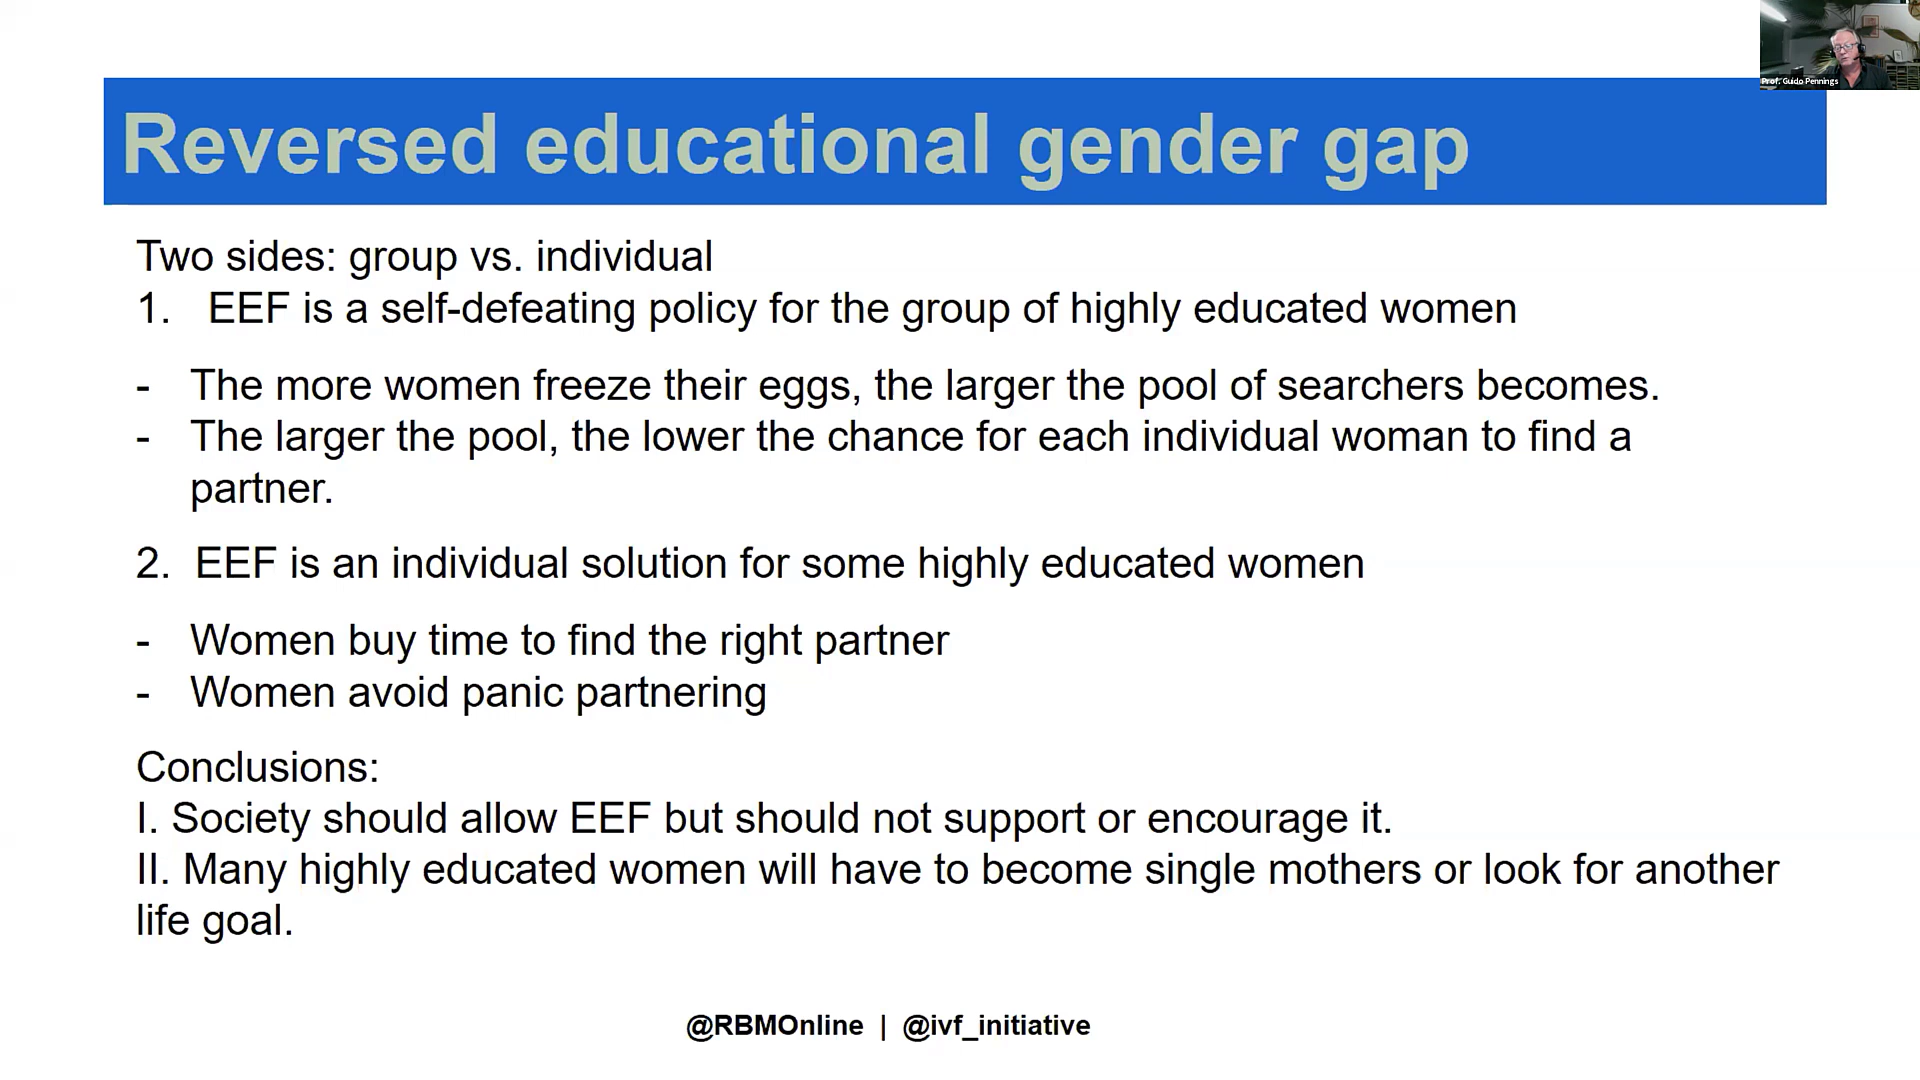 Prof. Guido Pennings
Reversed educational gender gap
Two sides: group vs. individual
1. EEF is a self-defeating policy for the group of highly educated women
- The more women freeze their eggs, the larger the pool of searchers becomes.
- The larger the pool, the lower the chance for each individual woman to find a
partner.
2. EEF is an individual solution for some highly educated women
- Women buy time to find the right partner
- Women avoid panic partnering
Conclusions:
I. Society should allow EEF but should not support or encourage it.
II. Many highly educated women will have to become single mothers or look for another
life goal.
@RBMOnline | @ivf_initiative